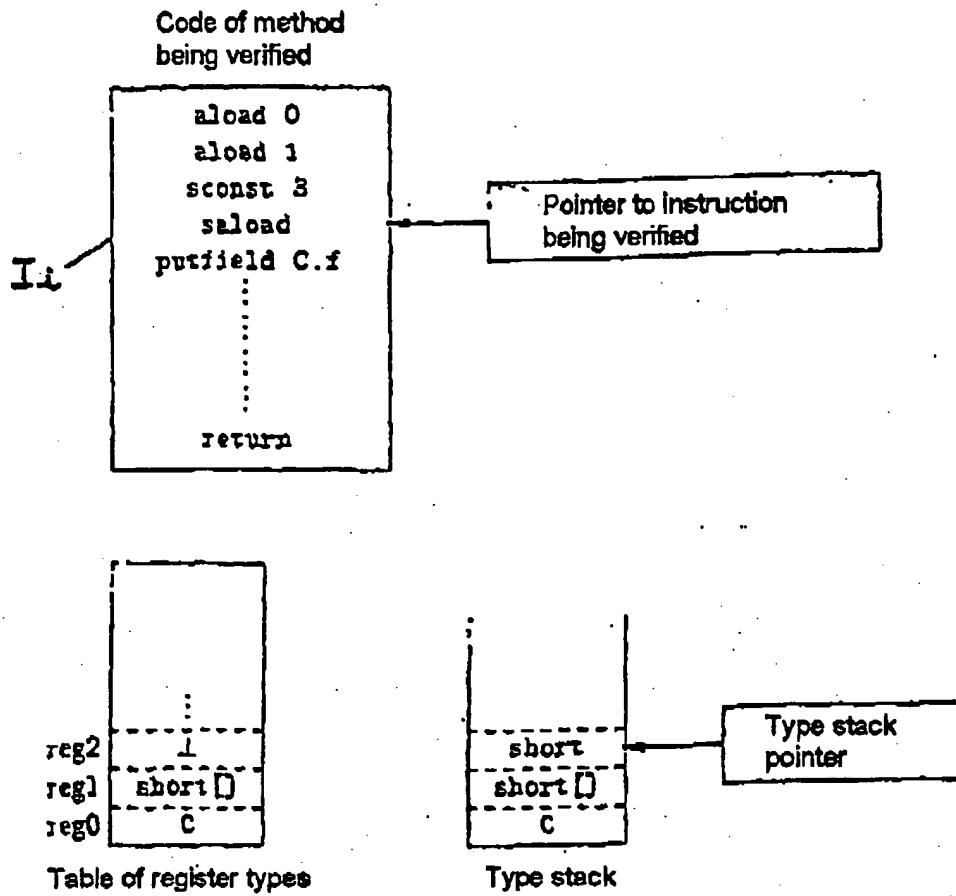 Code of method
being verified
aload 0
aload 1
sconst 3
saload
putfield C.f
return
Ii
Pointer to instruction
being verified
reg2 ⊥
reg1 short[]
reg0 C
Table of register types
short
short[]
C
Type stack
Type stack
pointer